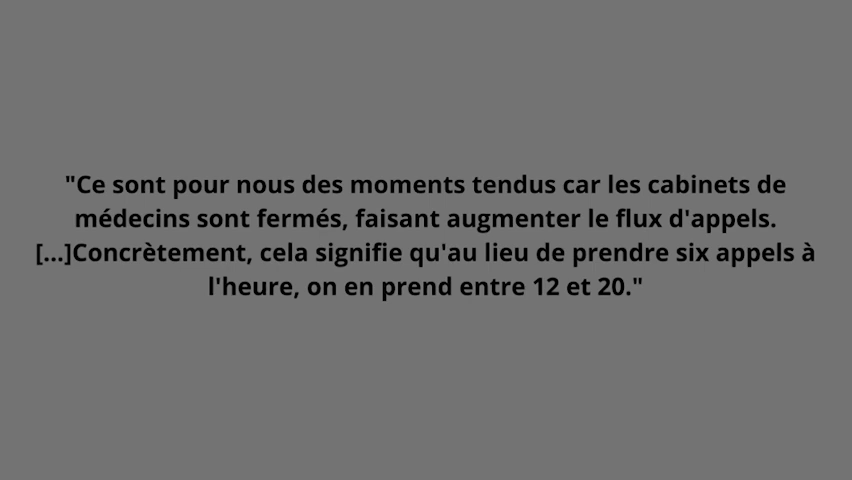 "Ce sont pour nous des moments tendus car les cabinets de
médecins sont fermés, faisant augmenter le flux d'appels.
[...]Concrètement, cela signifie qu'au lieu de prendre six appels à
l'heure, on en prend entre 12 et 20."